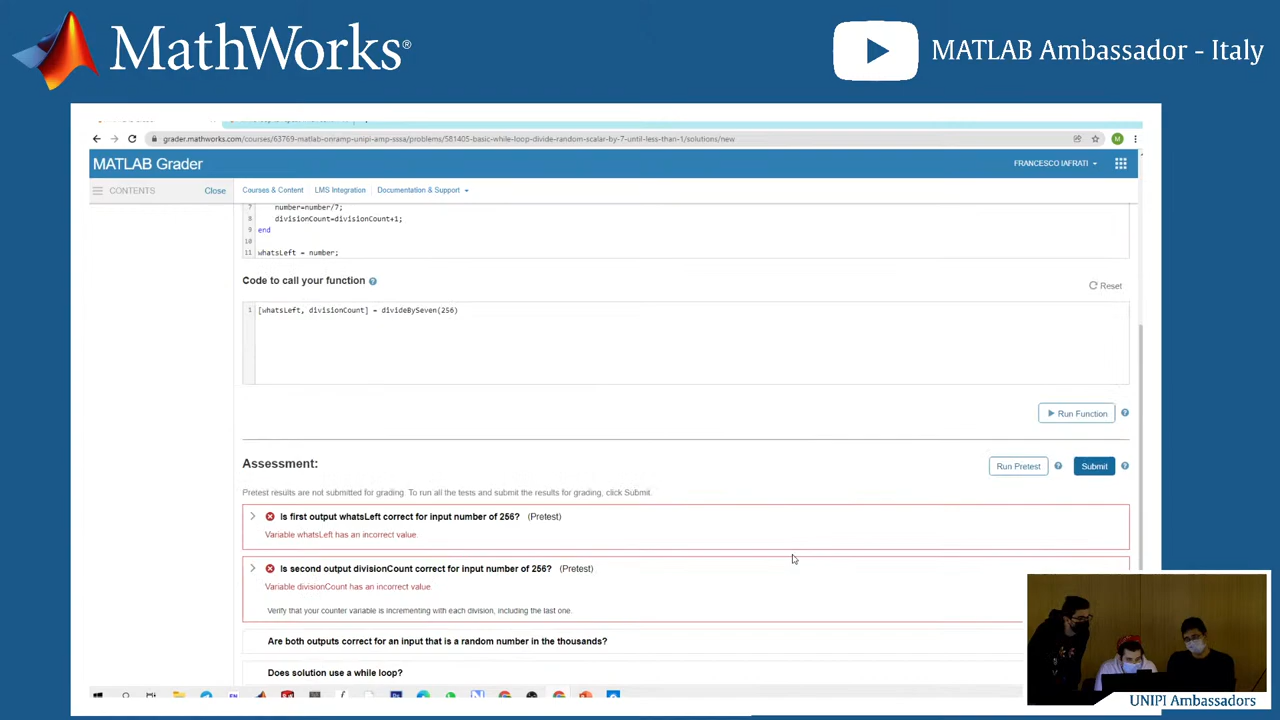 MathWorks®
MATLAB Ambassador - Italy
grader.mathworks.com/courses/63769-matlab-onramp-unipi-amp-sssa/problems/581405-basic-while-loop-divide-random-scalar-by-7-until-less-than-1/solutions/new
M
MATLAB Grader
FRANCESCO IAFRATI
CONTENTS
Close
Courses & Content
LMS Integration
Documentation & Support
7 number=number/7;
8 divisionCount=divisionCount+1;
9 end
10
11 whatsLeft = number;
Code to call your function
Reset
1 [whatsLeft, divisionCount] = divideBySeven(256)
Run Function
Assessment:
Run Pretest
Submit
Pretest results are not submitted for grading. To run all the tests and submit the results for grading, click Submit.
Is first output whatsLeft correct for input number of 256? (Pretest)
Variable whatsLeft has an incorrect value.
Is second output divisionCount correct for input number of 256? (Pretest)
Variable divisionCount has an incorrect value.
Verify that your counter variable is incrementing with each division, including the last one.
Are both outputs correct for an input that is a random number in the thousands?
Does solution use a while loop?
UNIPI Ambassadors